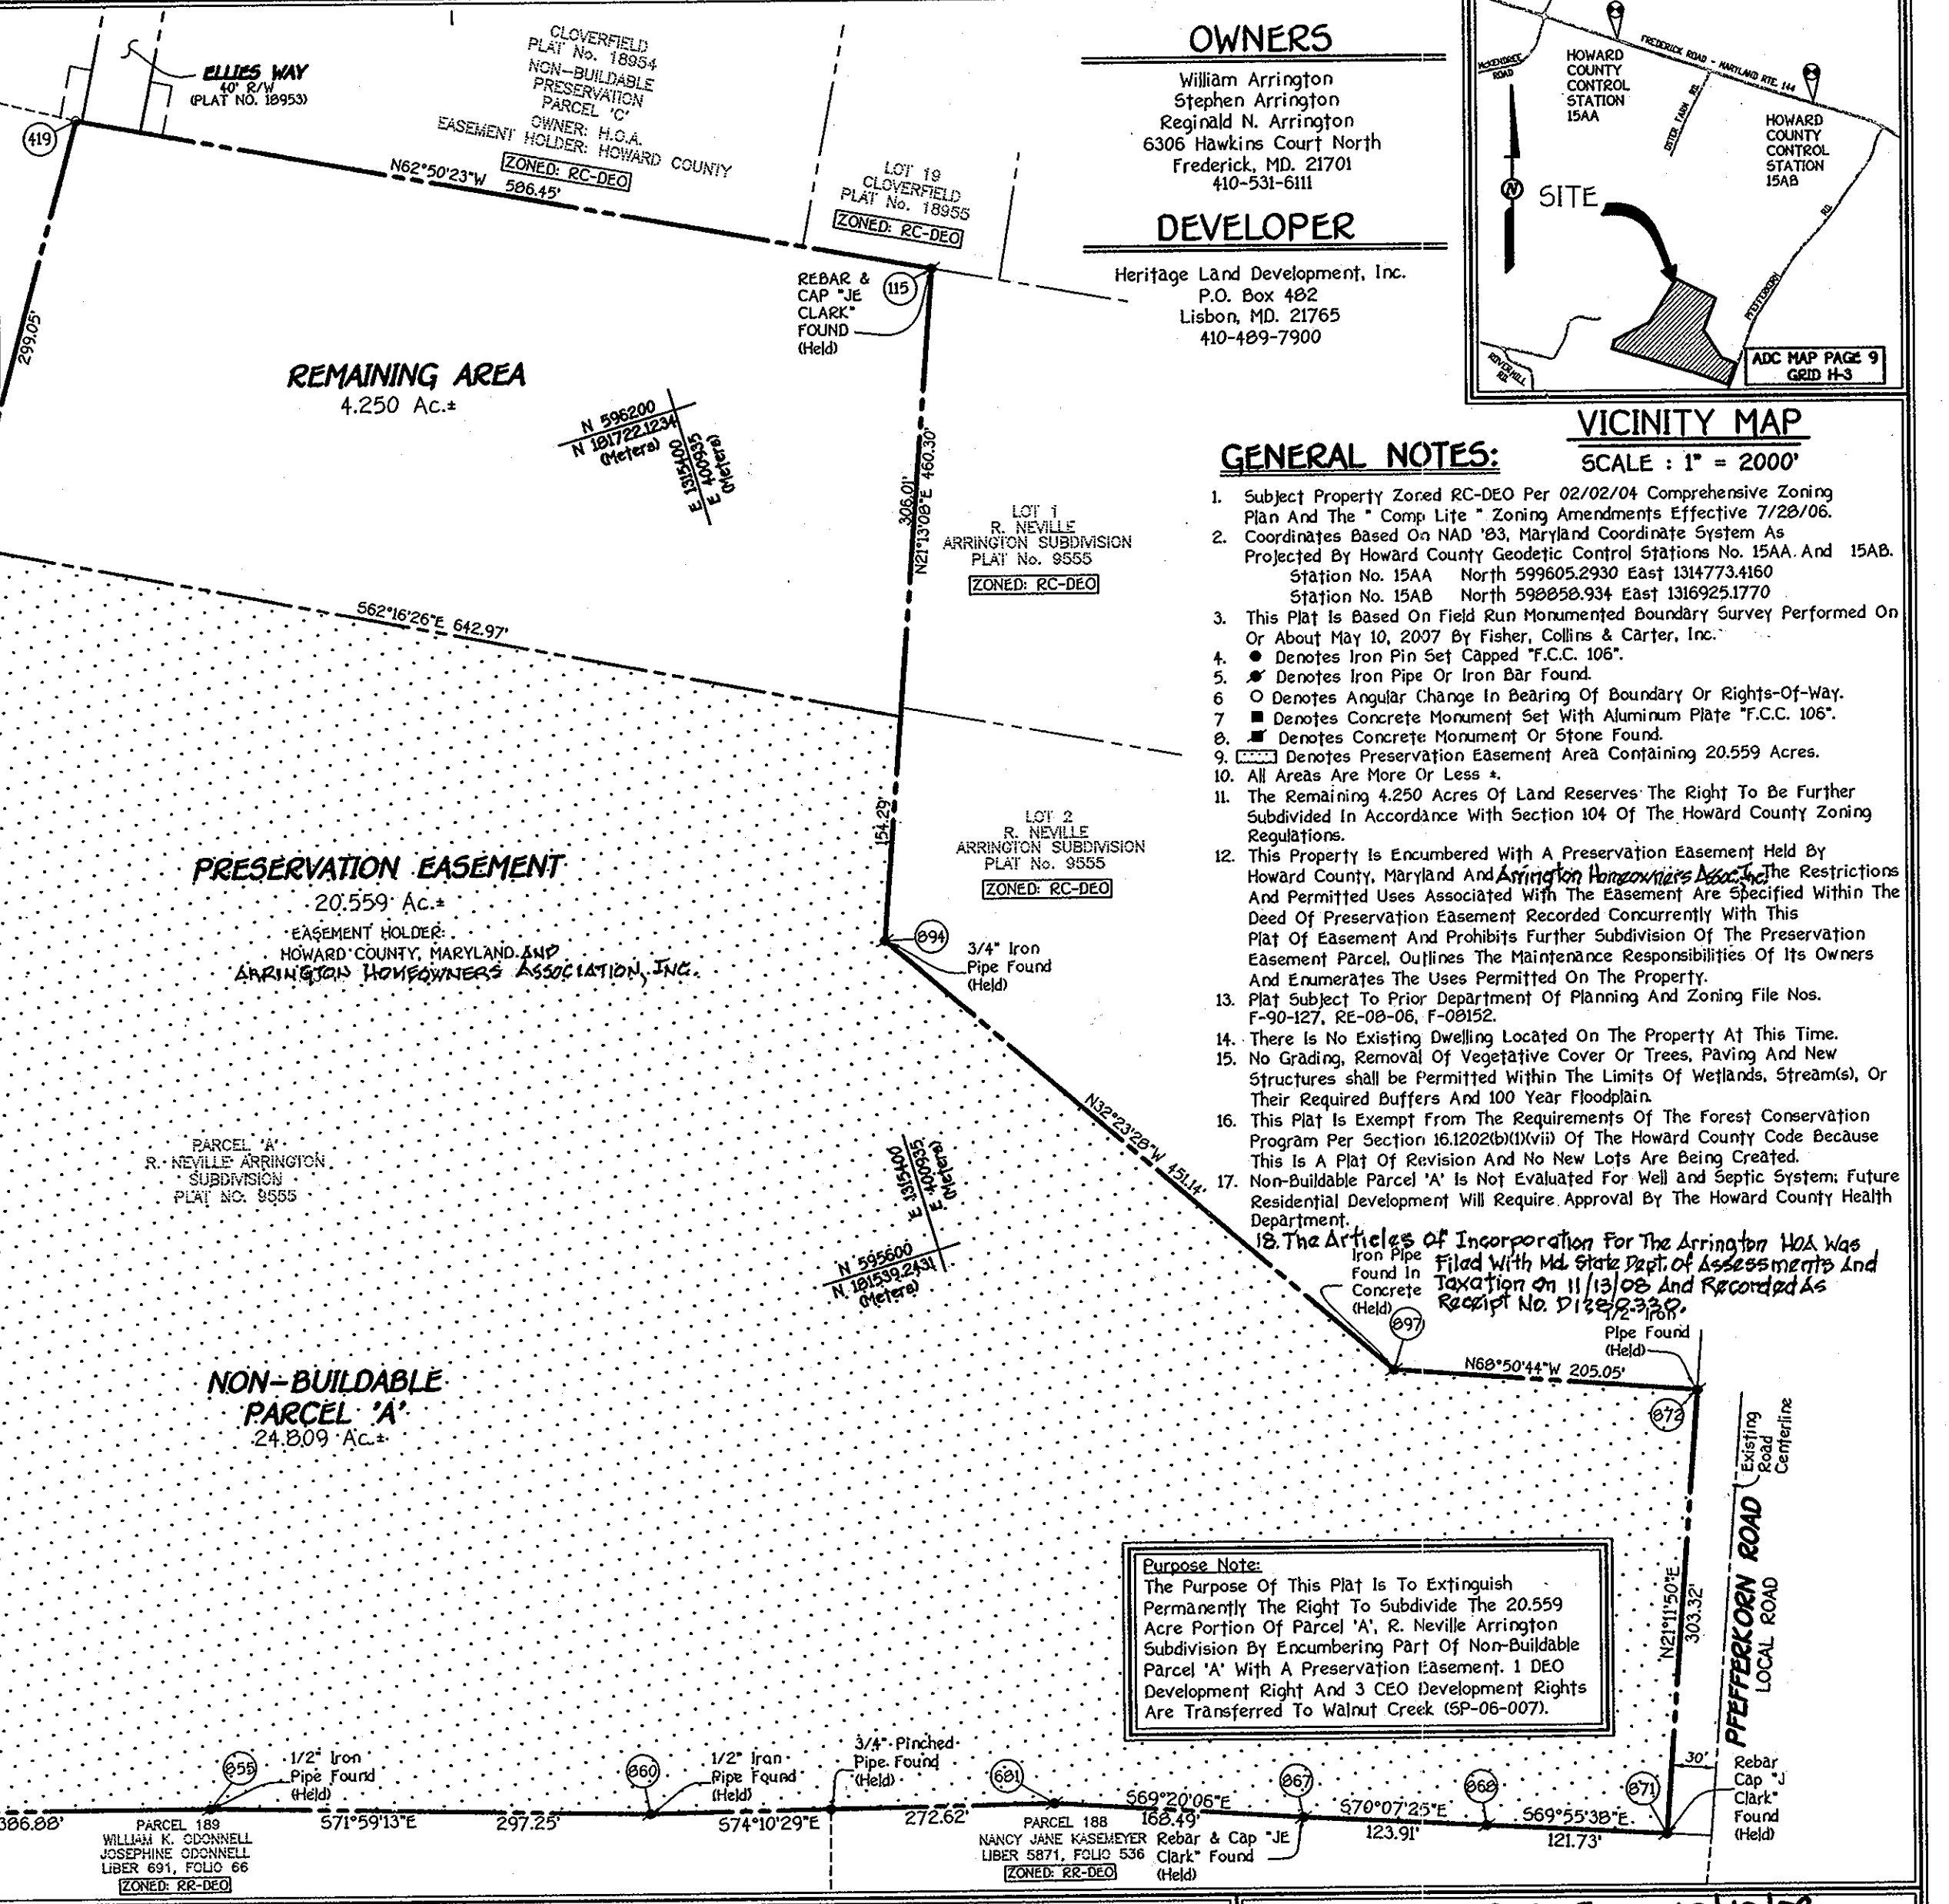 ELLIES WAY
40' R/W
(PLAT NO. 18953)
CLOVERFIELD
PLAT No. 18954
NON-BUILDABLE
PRESERVATION
PARCEL 'C'
OWNER: H.O.A.
EASEMENT HOLDER: HOWARD COUNTY
ZONED: RC-DEO
419
N62°50'23"W 586.45'
LOT 19
CLOVERFIELD
PLAT No. 18955
ZONED: RC-DEO
REBAR &
CAP "JE
CLARK"
FOUND
(Held)
115
299.05'
REMAINING AREA
4.250 Ac.±
N 596200
N 181722.1234
(Meters)
E 1315400
E 400935
(Meters)
306.01'
N21°13'08"E 460.30'
LOT 1
R. NEVILLE
ARRINGTON SUBDIVISION
PLAT No. 9555
ZONED: RC-DEO
S62°16'26"E 642.97'
154.29'
LOT 2
R. NEVILLE
ARRINGTON SUBDIVISION
PLAT No. 9555
ZONED: RC-DEO
PRESERVATION EASEMENT
20.559 Ac.±
EASEMENT HOLDER:
HOWARD COUNTY, MARYLAND AND
ARRINGTON HOMEOWNERS ASSOCIATION, INC.
894
3/4" Iron
Pipe Found
(Held)
N32°23'28"W 451.14'
PARCEL 'A'
R. NEVILLE ARRINGTON
SUBDIVISION
PLAT NO. 9555
E 1315400
E 400935
(Meters)
N 595600
N 181539.2431
(Meters)
NON-BUILDABLE
PARCEL 'A'
24.809 Ac.±
OWNERS
William Arrington
Stephen Arrington
Reginald N. Arrington
6306 Hawkins Court North
Frederick, MD. 21701
410-531-6111
DEVELOPER
Heritage Land Development, Inc.
P.O. Box 482
Lisbon, MD. 21765
410-489-7900
McKENDREE
ROAD
HOWARD
COUNTY
CONTROL
STATION
15AA
FREDERICK ROAD - MARYLAND RTE. 144
HOWARD
COUNTY
CONTROL
STATION
15AB
N
SITE
PFEFFERKORN RD.
RIVERHILL
RD.
ADC MAP PAGE 9
GRID H-3
VICINITY MAP
SCALE : 1" = 2000'
GENERAL NOTES:
1. Subject Property Zoned RC-DEO Per 02/02/04 Comprehensive Zoning
Plan And The " Comp Lite " Zoning Amendments Effective 7/28/06.
2. Coordinates Based On NAD '83, Maryland Coordinate System As
Projected By Howard County Geodetic Control Stations No. 15AA. And 15AB.
Station No. 15AA North 599605.2930 East 1314773.4160
Station No. 15AB North 598858.934 East 1316925.1770
3. This Plat Is Based On Field Run Monumented Boundary Survey Performed On
Or About May 10, 2007 By Fisher, Collins & Carter, Inc.
4. Denotes Iron Pin Set Capped "F.C.C. 106".
5. Denotes Iron Pipe Or Iron Bar Found.
6 Denotes Angular Change In Bearing Of Boundary Or Rights-Of-Way.
7 Denotes Concrete Monument Set With Aluminum Plate "F.C.C. 106".
8. Denotes Concrete Monument Or Stone Found.
9. Denotes Preservation Easement Area Containing 20.559 Acres.
10. All Areas Are More Or Less ±.
11. The Remaining 4.250 Acres Of Land Reserves The Right To Be Further
Subdivided In Accordance With Section 104 Of The Howard County Zoning
Regulations.
12. This Property Is Encumbered With A Preservation Easement Held By
Howard County, Maryland And Arrington Homeowners Assoc., Inc. The Restrictions
And Permitted Uses Associated With The Easement Are Specified Within The
Deed Of Preservation Easement Recorded Concurrently With This
Plat Of Easement And Prohibits Further Subdivision Of The Preservation
Easement Parcel, Outlines The Maintenance Responsibilities Of Its Owners
And Enumerates The Uses Permitted On The Property.
13. Plat Subject To Prior Department Of Planning And Zoning File Nos.
F-90-127, RE-08-06, F-08152.
14. There Is No Existing Dwelling Located On The Property At This Time.
15. No Grading, Removal Of Vegetative Cover Or Trees, Paving And New
Structures shall be Permitted Within The Limits Of Wetlands, Stream(s), Or
Their Required Buffers And 100 Year Floodplain.
16. This Plat Is Exempt From The Requirements Of The Forest Conservation
Program Per Section 16.1202(b)(1)(vii) Of The Howard County Code Because
This Is A Plat Of Revision And No New Lots Are Being Created.
17. Non-Buildable Parcel 'A' Is Not Evaluated For Well and Septic System; Future
Residential Development Will Require Approval By The Howard County Health
Department.
18. The Articles Of Incorporation For The Arrington HOA Was
Filed With Md. State Dept. of Assessments And
Taxation On 11/13/08 And Recorded As
Receipt No.
Iron Pipe
Found In
Concrete
(Held)
897
1/2" Iron
Pipe Found
(Held)
N68°50'44"W 205.05'
872
Existing
Road
Centerline
PFEFFERKORN ROAD
LOCAL ROAD
N21°11'50"E
303.32'
30'
Purpose Note:
The Purpose Of This Plat Is To Extinguish
Permanently The Right To Subdivide The 20.559
Acre Portion Of Parcel 'A', R. Neville Arrington
Subdivision By Encumbering Part Of Non-Buildable
Parcel 'A' With A Preservation Easement. 1 DEO
Development Right And 3 CEO Development Rights
Are Transferred To Walnut Creek (SP-06-007).
386.88'
855
1/2" Iron
Pipe Found
(Held)
PARCEL 189
WILLIAM K. ODONNELL
JOSEPHINE ODONNELL
LIBER 691, FOLIO 66
ZONED: RR-DEO
S71°59'13"E 297.25'
860
1/2" Iran
Pipe Found
(Held)
S74°10'29"E 272.62'
3/4" Pinched
Pipe Found
(Held)
681
PARCEL 188
NANCY JANE KASEMEYER
LIBER 5871, FOLIO 536
ZONED: RR-DEO
S69°20'06"E
168.49'
Rebar & Cap "JE
Clark" Found
(Held)
867
S70°07'25"E
123.91'
868
S69°55'38"E
121.73'
871
Rebar
Cap "J
Clark"
Found
(Held)